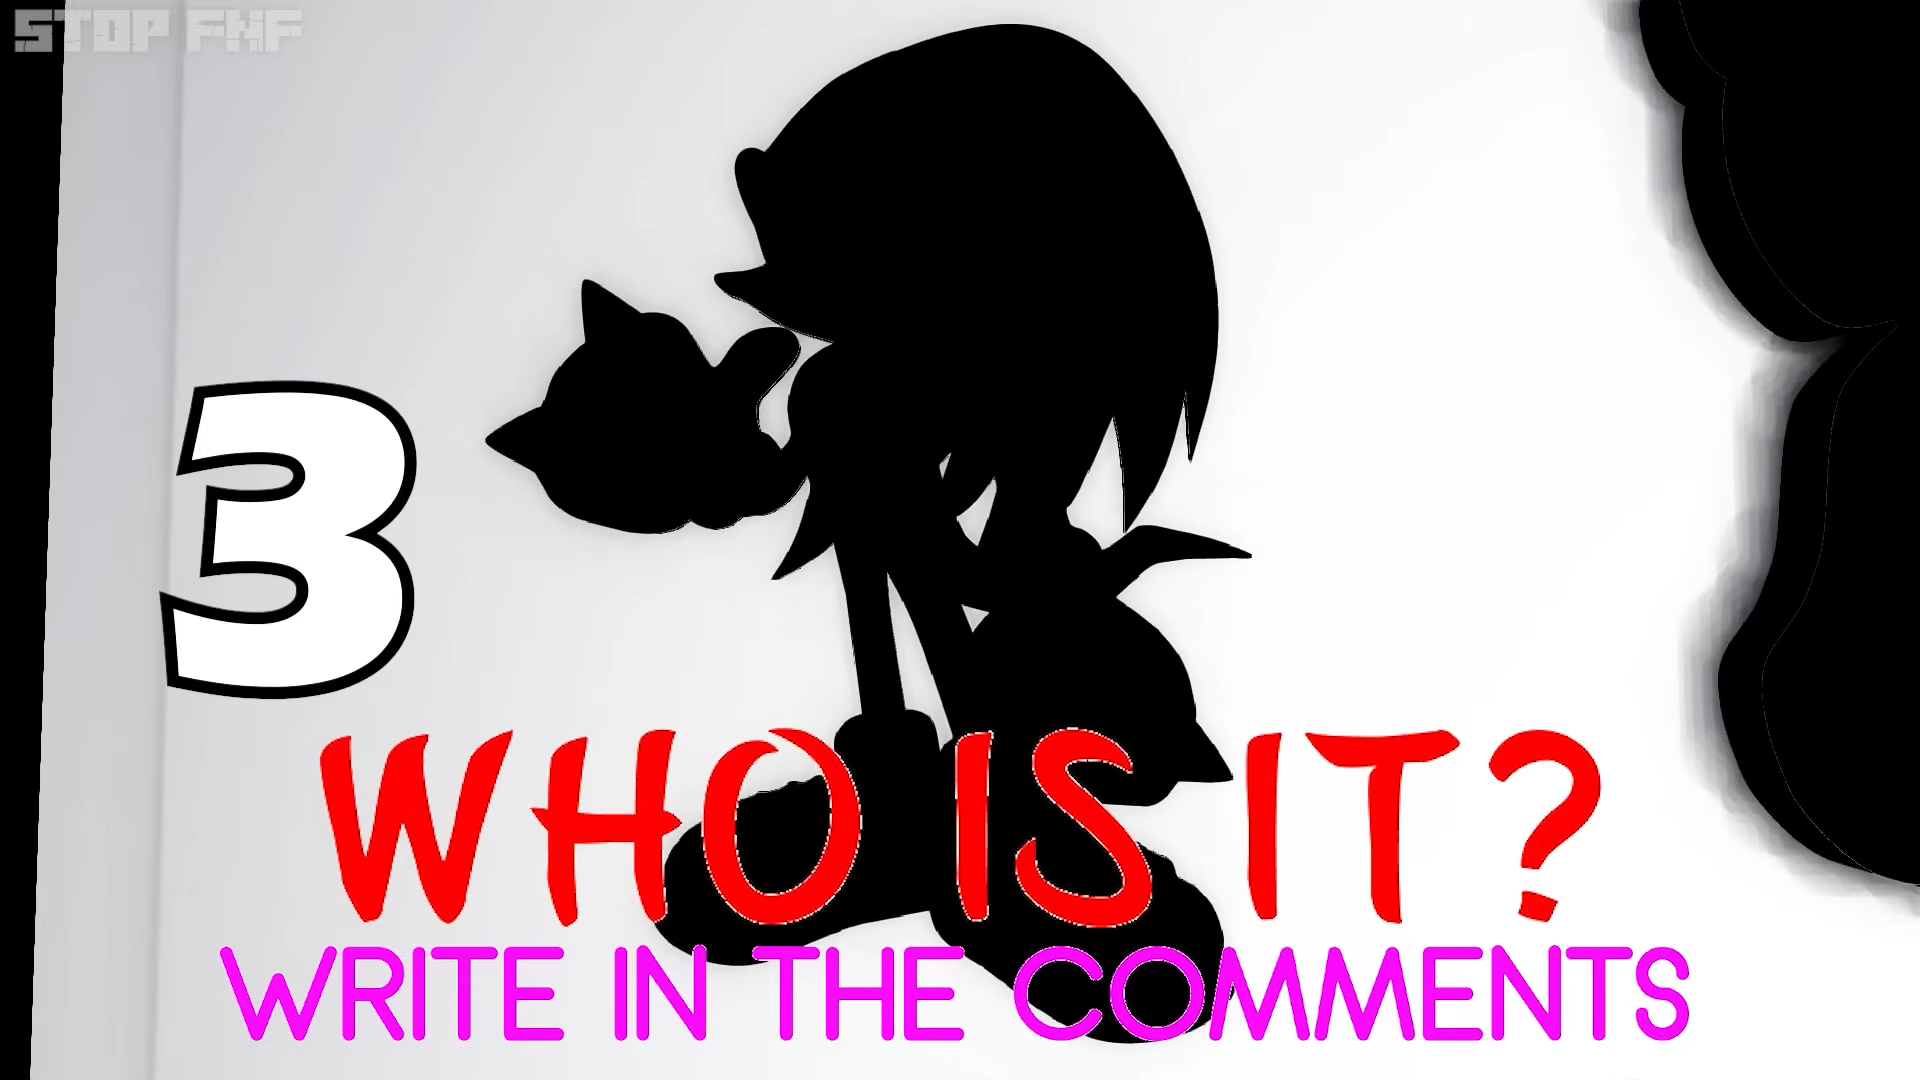 STOP FNF
3
WHO IS IT?
WRITE IN THE COMMENTS